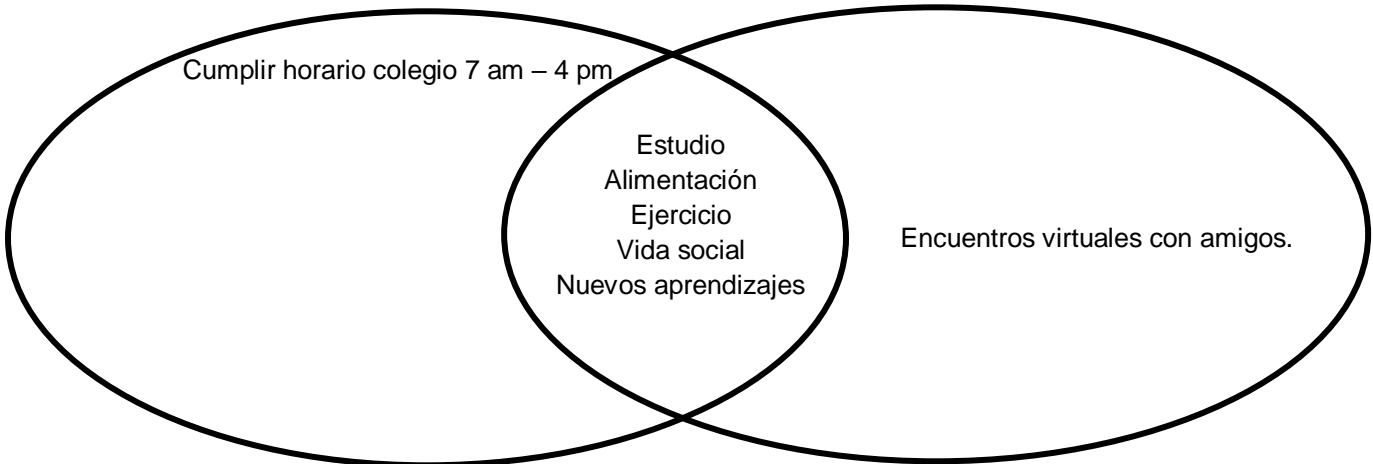 Cumplir horario colegio 7 am – 4 pm
Estudio
Alimentación
Ejercicio
Vida social
Nuevos aprendizajes
Encuentros virtuales con amigos.